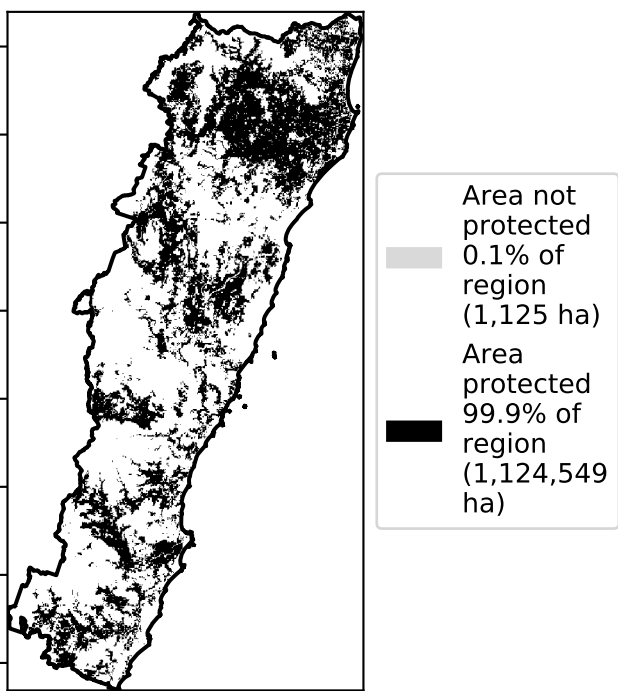 Area not
protected
0.1% of
region
(1,125 ha)
Area
protected
99.9% of
region
(1,124,549
ha)